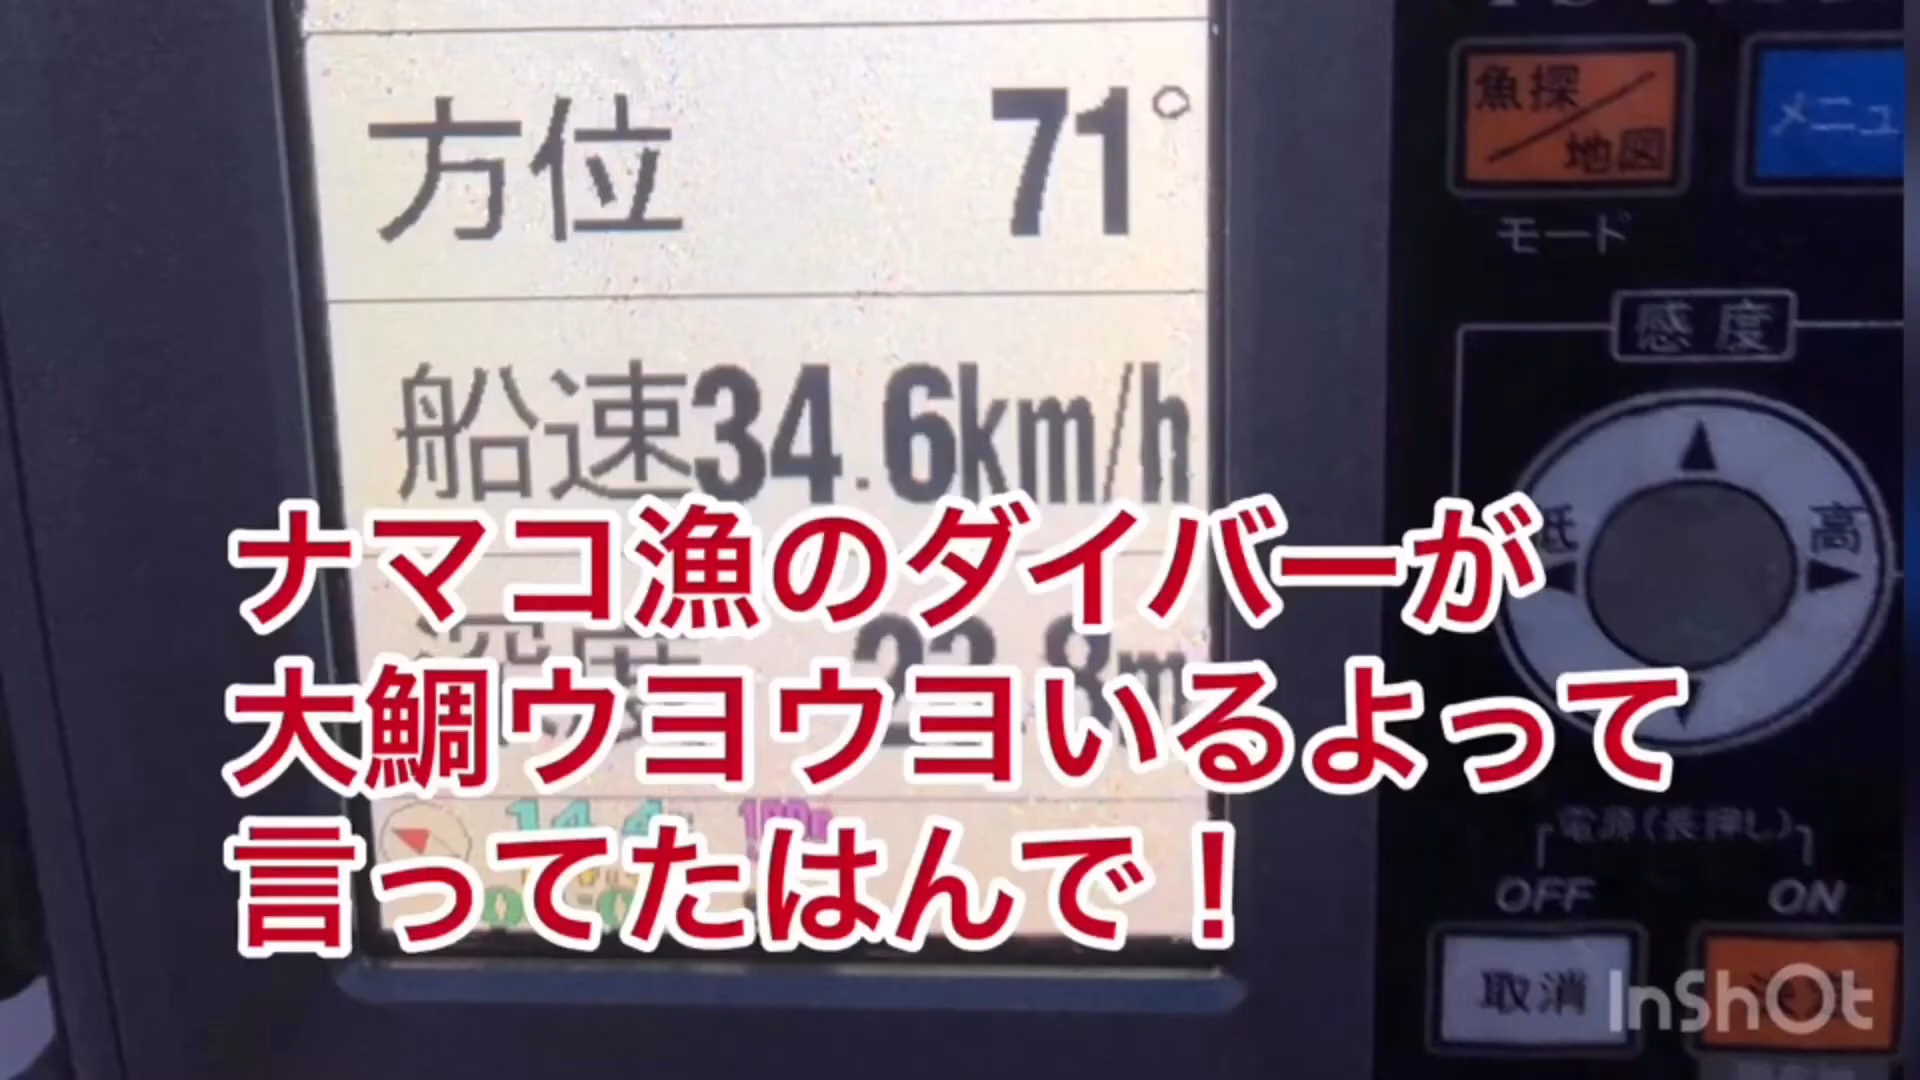 方位 71°
船速 34.6km/h
ナマコ漁のダイバーが
大鯛ウヨウヨいるよって
言ってたはんで！
魚探/地図
メニュ
モード
感度
低 高
電源(長押し)
OFF ON
取消
InShOt